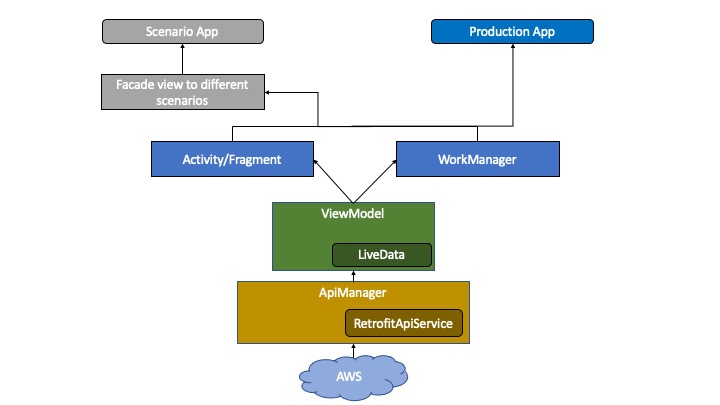 Scenario App
Production App
Facade view to different
scenarios
Activity/Fragment
WorkManager
ViewModel
LiveData
ApiManager
RetrofitApiService
AWS